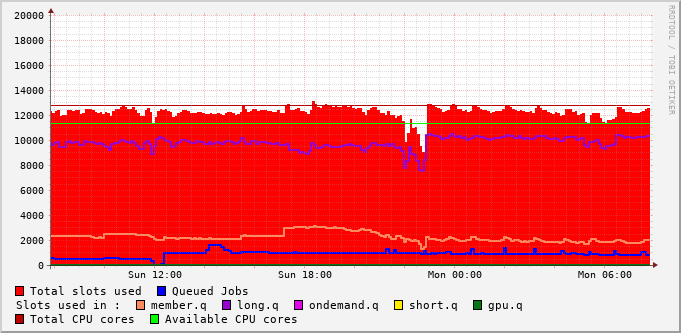 20000
18000
16000
14000
12000
10000
8000
6000
4000
2000
0
Sun 12:00 Sun 18:00 Mon 00:00 Mon 06:00
RRDTOOL / TOBI OETIKER
Total slots used Queued Jobs
Slots used in : member.q long.q ondemand.q short.q gpu.q
Total CPU cores Available CPU cores